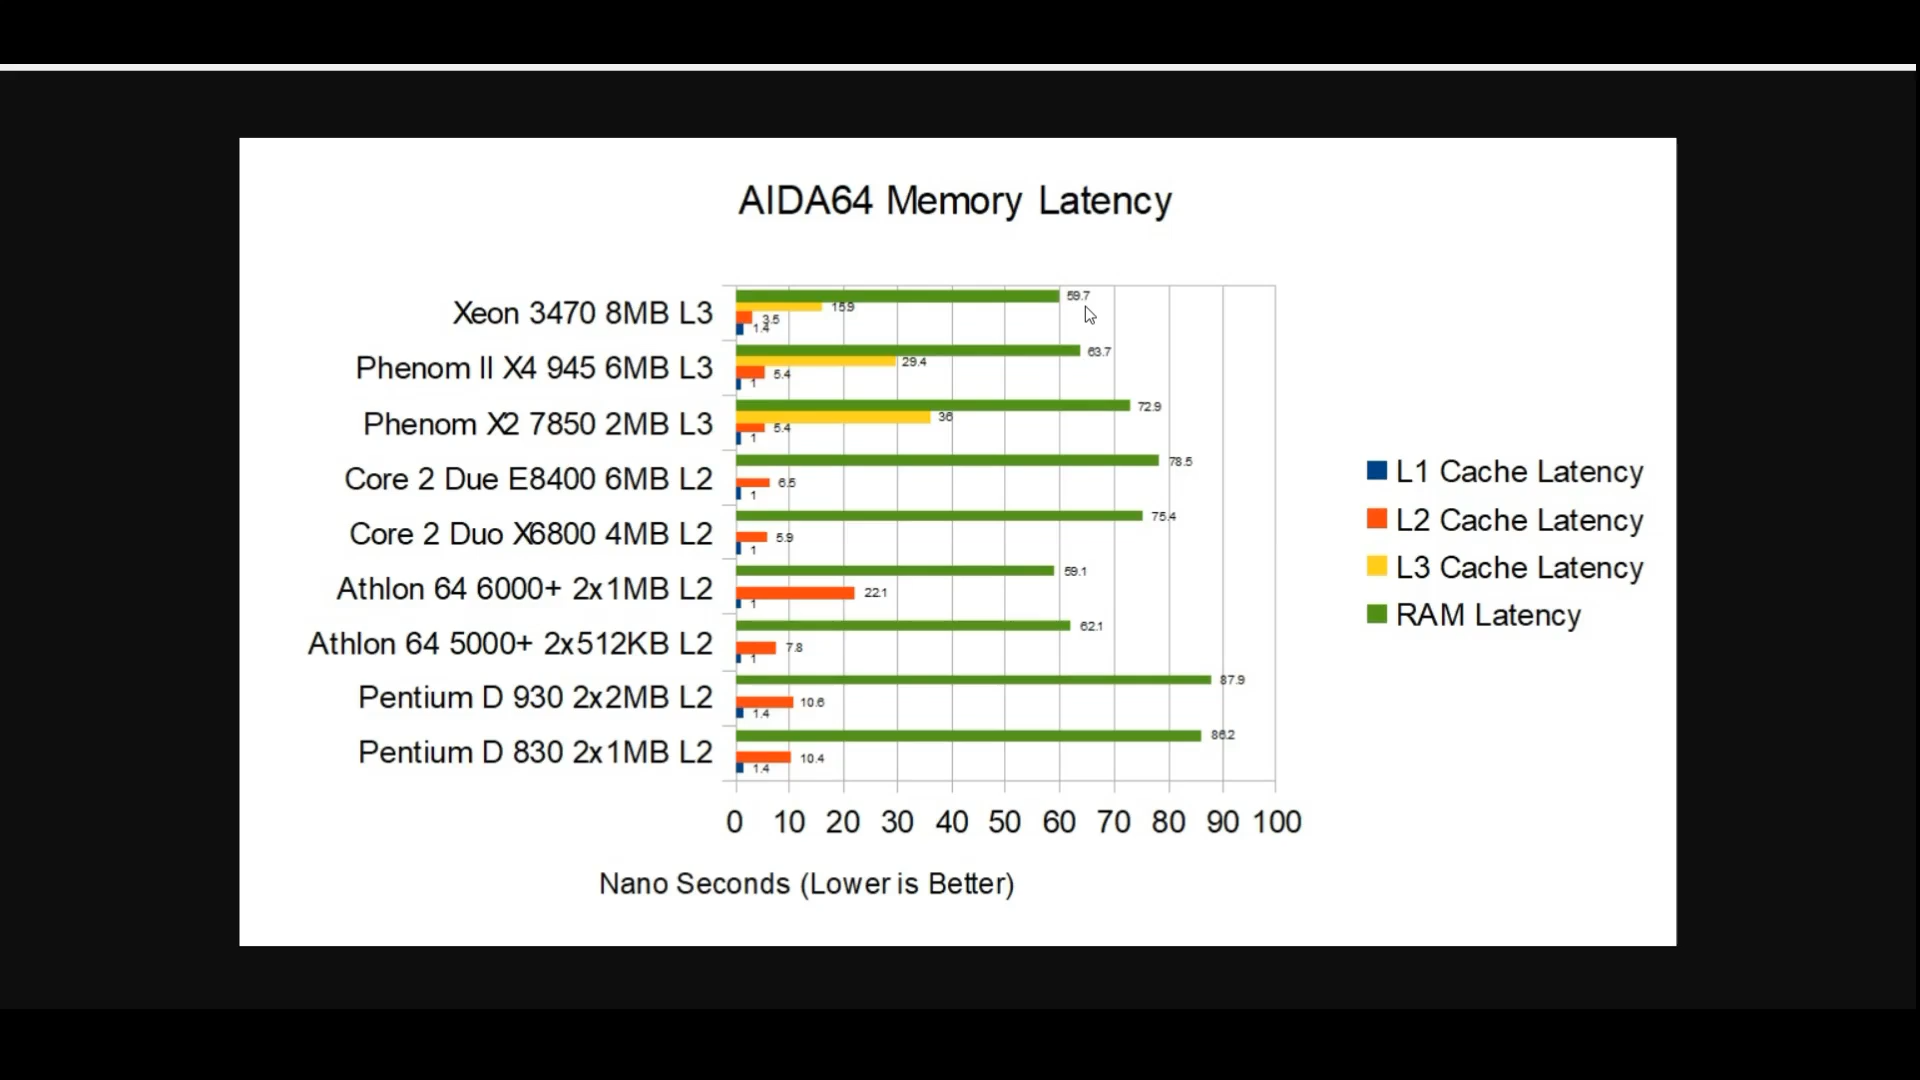 AIDA64 Memory Latency
Xeon 3470 8MB L3
59.7
15.9
3.5
1.4
Phenom II X4 945 6MB L3
63.7
29.4
5.4
1
Phenom X2 7850 2MB L3
72.9
36
5.4
1
Core 2 Due E8400 6MB L2
78.5
6.5
1
Core 2 Duo X6800 4MB L2
75.4
5.9
1
Athlon 64 6000+ 2x1MB L2
59.1
22.1
1
Athlon 64 5000+ 2x512KB L2
62.1
7.8
1
Pentium D 930 2x2MB L2
87.9
10.6
1.4
Pentium D 830 2x1MB L2
86.2
10.4
1.4
0 10 20 30 40 50 60 70 80 90 100
Nano Seconds (Lower is Better)
L1 Cache Latency
L2 Cache Latency
L3 Cache Latency
RAM Latency